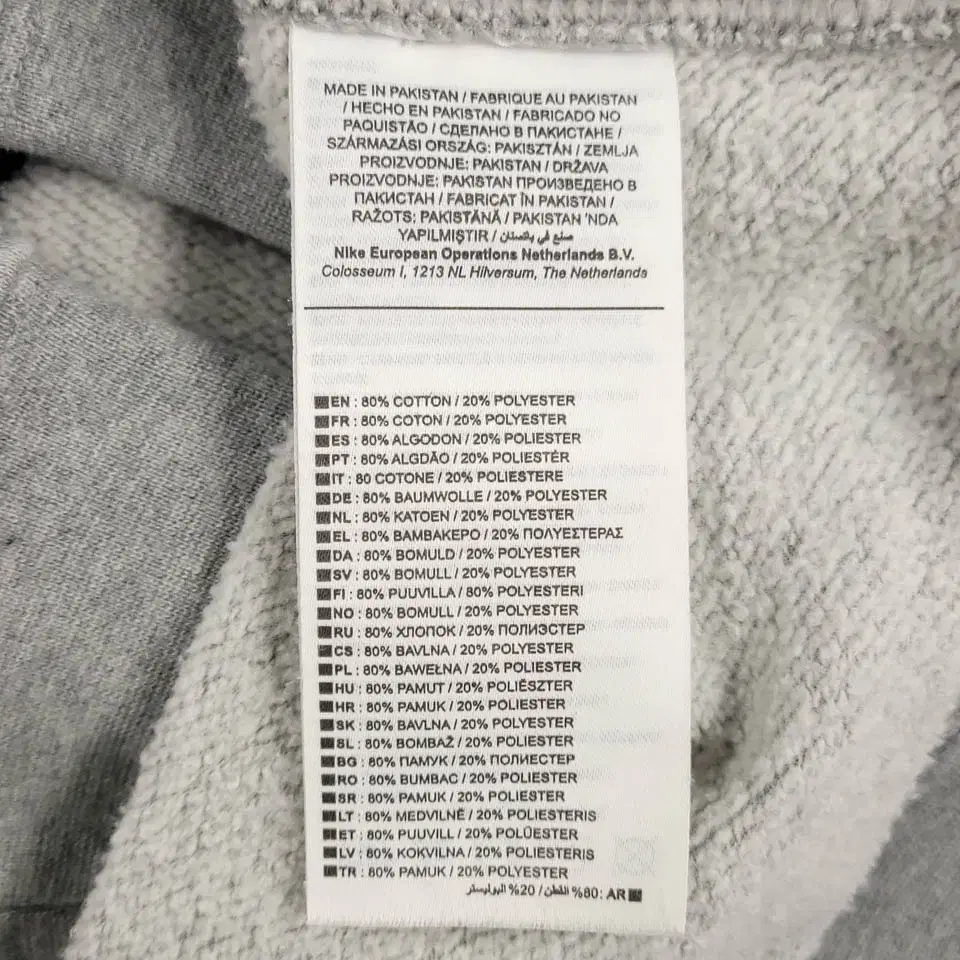 MADE IN PAKISTAN / FABRIQUE AU PAKISTAN
/ HECHO EN PAKISTAN / FABRICADO NO
PAQUISTÃO / СДЕЛАНО В ПАКИСТАНЕ /
SZÁRMAZÁSI ORSZÁG: PAKISZTÁN / ZEMLJA
PROIZVODNJE: PAKISTAN / DRŽAVA
PROIZVODNJE: PAKISTAN ПРОИЗВЕДЕНО В
ПАКИСТАН / FABRICAT ÎN PAKISTAN /
RAŽOTS: PAKISTĀNĀ / PAKISTAN 'NDA
YAPILMIŞTIR / صنع في باكستان
Nike European Operations Netherlands B.V.
Colosseum I, 1213 NL Hilversum, The Netherlands
EN : 80% COTTON / 20% POLYESTER
FR : 80% COTON / 20% POLYESTER
ES : 80% ALGODON / 20% POLIESTER
PT : 80% ALGDÃO / 20% POLIESTÉR
IT : 80 COTONE / 20% POLIESTERE
DE : 80% BAUMWOLLE / 20% POLYESTER
NL : 80% KATOEN / 20% POLYESTER
EL : 80% ΒΑΜΒΑΚΕΡΟ / 20% ΠΟΛΥΕΣΤΕΡΑΣ
DA : 80% BOMULD / 20% POLYESTER
SV : 80% BOMULL / 20% POLYESTER
FI : 80% PUUVILLA / 80% POLYESTERI
NO : 80% BOMULL / 20% POLYESTER
RU : 80% ХЛОПОК / 20% ПОЛИЭСТЕР
CS : 80% BAVLNA / 20% POLYESTER
PL : 80% BAWEŁNA / 20% POLIESTER
HU : 80% PAMUT / 20% POLIÉSZTER
HR : 80% PAMUK / 20% POLIESTER
SK : 80% BAVLNA / 20% POLYESTER
SL : 80% BOMBAŽ / 20% POLIESTER
BG : 80% ПАМУК / 20% ПОЛИЕСТЕР
RO : 80% BUMBAC / 20% POLIESTER
SR : 80% PAMUK / 20% POLIESTER
LT : 80% MEDVILNĖ / 20% POLIESTERIS
ET : 80% PUUVILL / 20% POLÜESTER
LV : 80% KOKVILNA / 20% POLIESTERIS
TR : 80% PAMUK / 20% POLYESTER
AR :80% القطن / 20% البوليستر